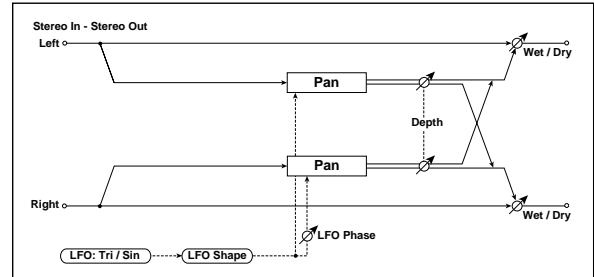 Stereo In - Stereo Out
Left
Wet / Dry
Pan
Depth
Pan
Right
Wet / Dry
LFO Phase
LFO: Tri / Sin
LFO Shape